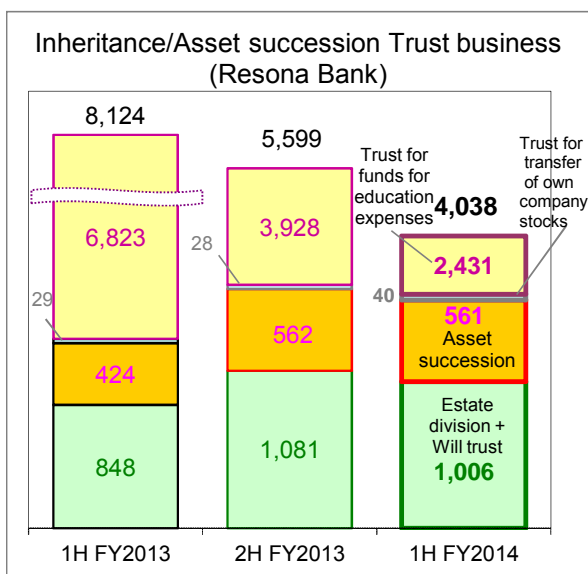 Inheritance/Asset succession Trust business
(Resona Bank)
8,124
6,823
29
424
848
1H FY2013
5,599
3,928
28
562
1,081
2H FY2013
Trust for
funds for
education
expenses
Trust for
transfer of
own
company
stocks
4,038
2,431
40
561
Asset
succession
Estate
division +
Will trust
1,006
1H FY2014